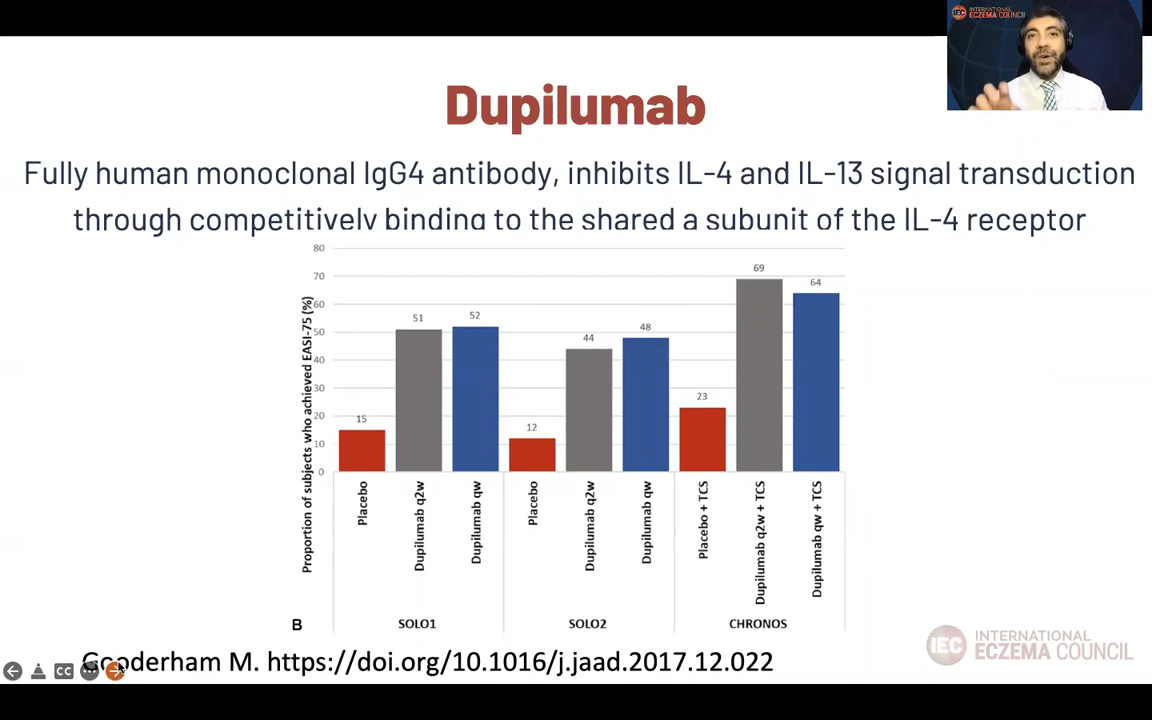 IEC INTERNATIONAL
ECZEMA COUNCIL
Dupilumab
Fully human monoclonal IgG4 antibody, inhibits IL-4 and IL-13 signal transduction
through competitively binding to the shared a subunit of the IL-4 receptor
Proportion of subjects who achieved EASI-75 (%)
80
70
60
50
40
30
20
10
0
15
51
52
12
44
48
23
69
64
Placebo
Dupilumab q2w
Dupilumab qw
Placebo
Dupilumab q2w
Dupilumab qw
Placebo + TCS
Dupilumab q2w + TCS
Dupilumab qw + TCS
B
SOLO1
SOLO2
CHRONOS
Gooderham M. https://doi.org/10.1016/j.jaad.2017.12.022
CC
IEC INTERNATIONAL
ECZEMA COUNCIL